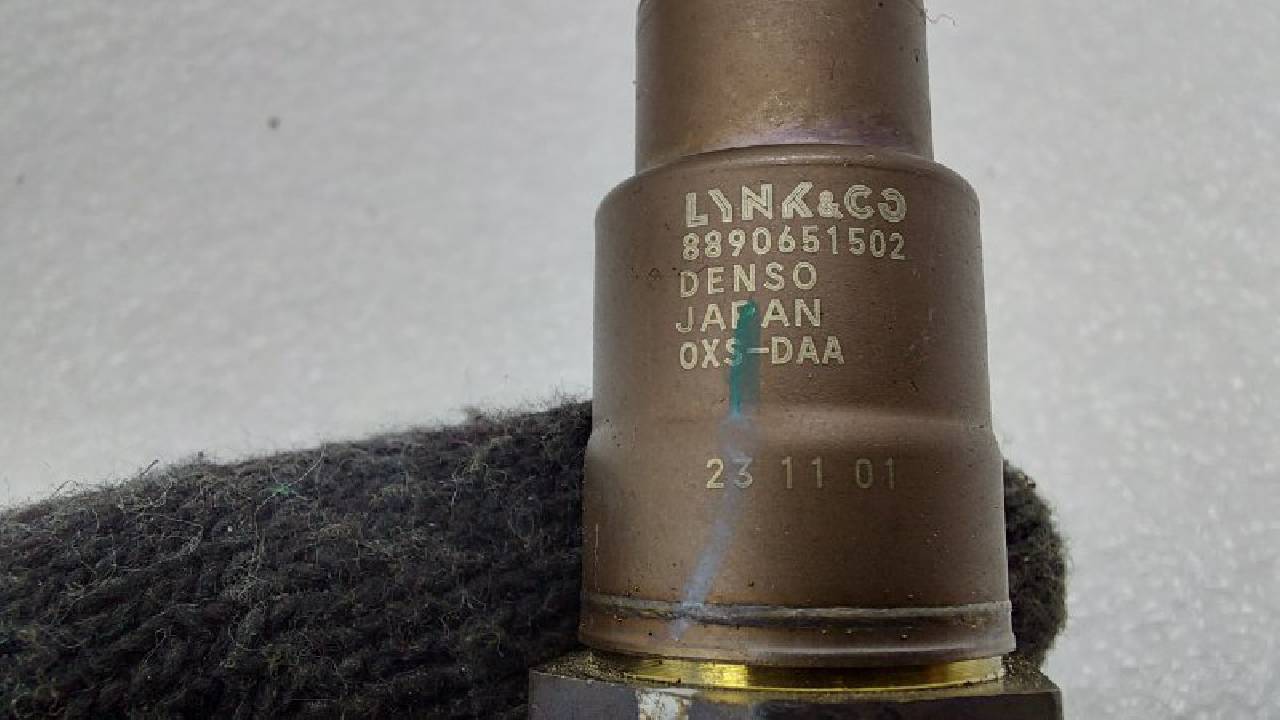 LYNK&CO
8890651502
DENSO
JAPAN
OXS-DAA
23 11 01